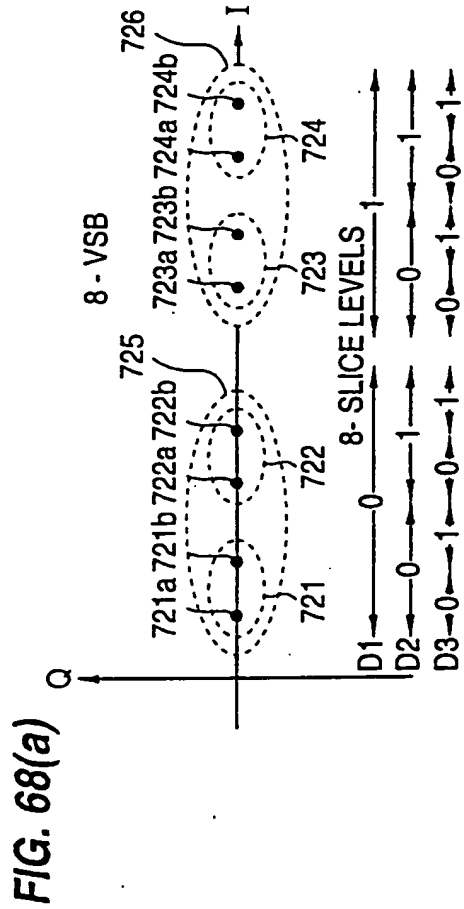 FIG. 68(a)
8 - VSB
Q
I
725
726
721a 721b 722a 722b 723a 723b 724a 724b
721 722 723 724
8- SLICE LEVELS
D1 0 1
D2 0 1 0 1
D3 0 1 0 1 0 1 0 1